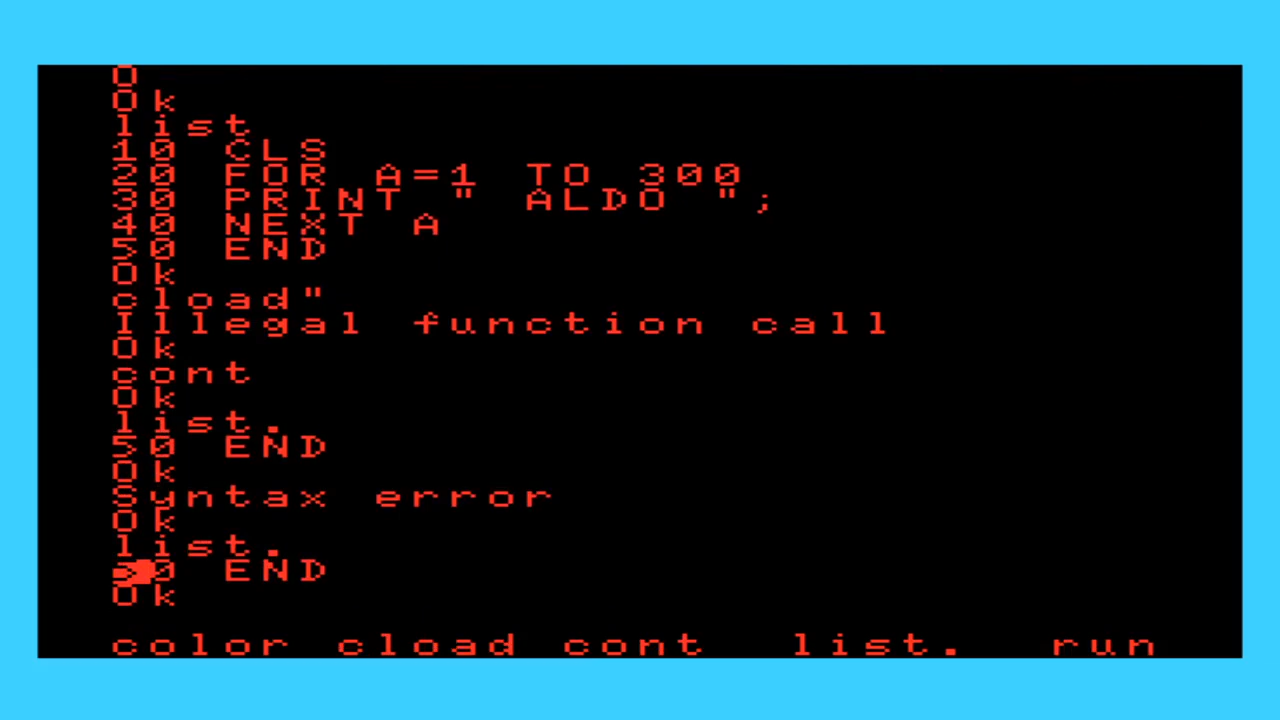 0
Ok
list
10 CLS
20 FOR A=1 TO 300
30 PRINT " ALDO ";
40 NEXT A
50 END
Ok
cload"
Illegal function call
Ok
cont
Ok
list.
50 END
Ok
Syntax error
Ok
list.
50 END
Ok
color cload cont list. run